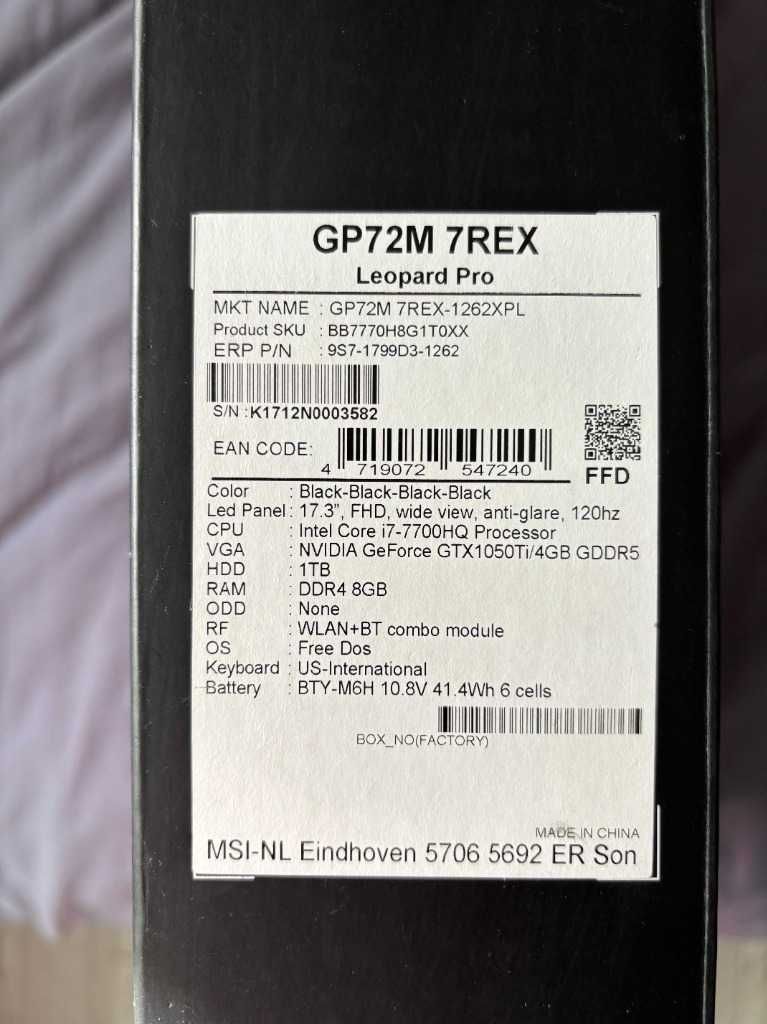 GP72M 7REX
Leopard Pro
MKT NAME : GP72M 7REX-1262XPL
Product SKU : BB7770H8G1T0XX
ERP P/N : 9S7-1799D3-1262
S/N : K1712N0003582
EAN CODE:
4 719072 547240
FFD
Color : Black-Black-Black-Black
Led Panel : 17.3”, FHD, wide view, anti-glare, 120hz
CPU : Intel Core i7-7700HQ Processor
VGA : NVIDIA GeForce GTX1050Ti/4GB GDDR5
HDD : 1TB
RAM : DDR4 8GB
ODD : None
RF : WLAN+BT combo module
OS : Free Dos
Keyboard : US-International
Battery : BTY-M6H 10.8V 41.4Wh 6 cells
BOX_NO(FACTORY)
MADE IN CHINA
MSI-NL Eindhoven 5706 5692 ER Son